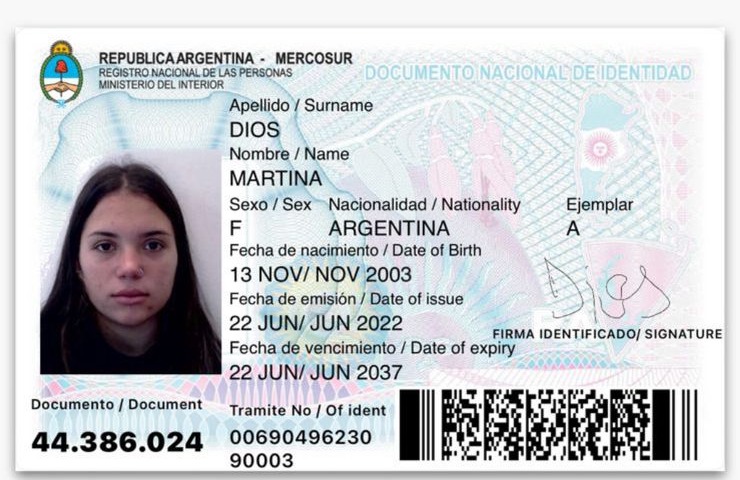 REPUBLICA ARGENTINA - MERCOSUR
REGISTRO NACIONAL DE LAS PERSONAS
MINISTERIO DEL INTERIOR
DOCUMENTO NACIONAL DE IDENTIDAD
Apellido / Surname
DIOS
Nombre / Name
MARTINA
Sexo / Sex Nacionalidad / Nationality Ejemplar
F ARGENTINA A
Fecha de nacimiento / Date of Birth
13 NOV/ NOV 2003
Fecha de emisión / Date of issue
22 JUN/ JUN 2022
Dios
FIRMA IDENTIFICADO/ SIGNATURE
Fecha de vencimiento / Date of expiry
22 JUN/ JUN 2037
Documento / Document
44.386.024
Tramite No / Of ident
00690496230
90003